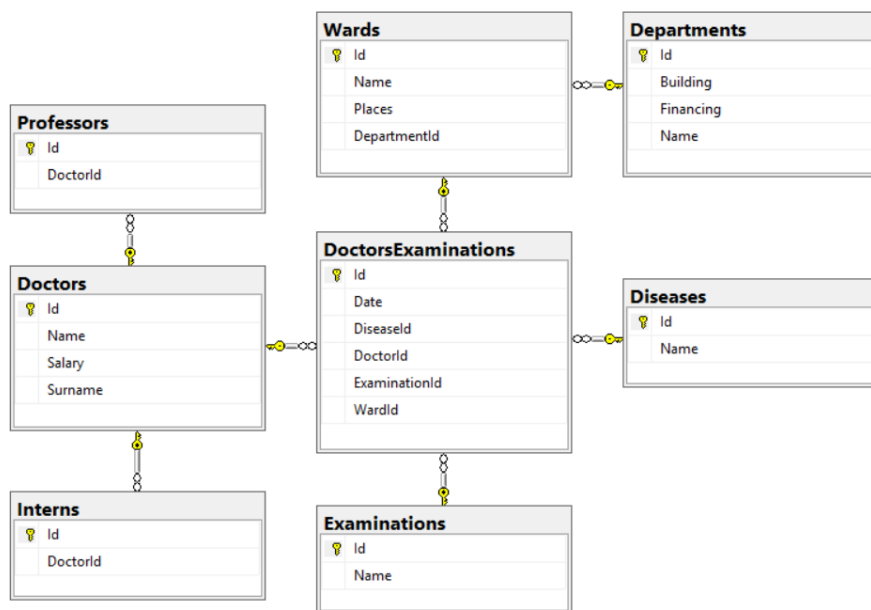 Wards
Id
Name
Places
DepartmentId
Departments
Id
Building
Financing
Name
Professors
Id
DoctorId
Doctors
Id
Name
Salary
Surname
DoctorsExaminations
Id
Date
DiseaseId
DoctorId
ExaminationId
WardId
Diseases
Id
Name
Interns
Id
DoctorId
Examinations
Id
Name